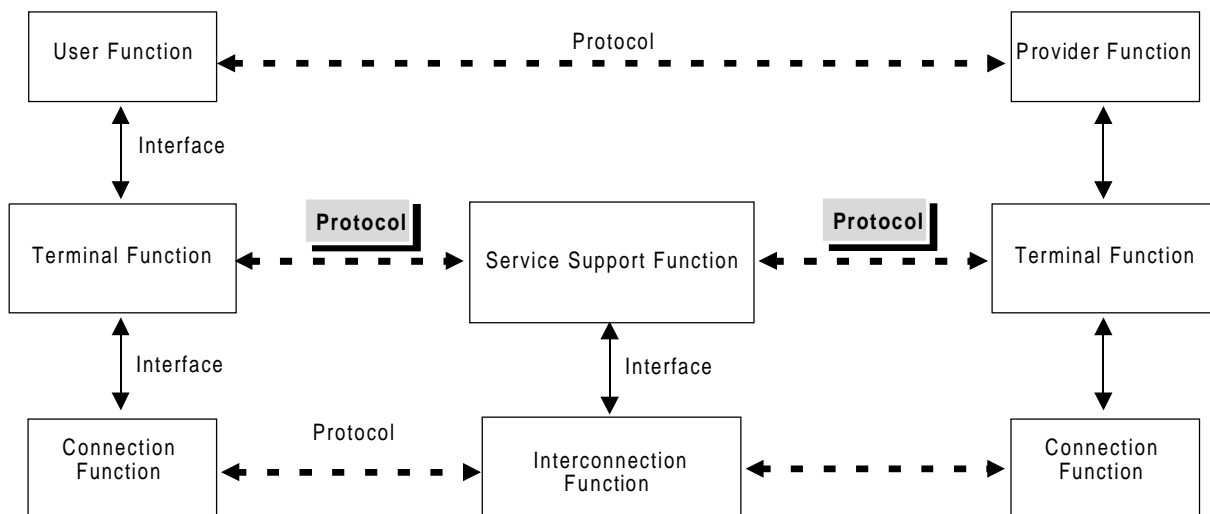 User Function
Protocol
Provider Function
Interface
Terminal Function
Protocol
Service Support Function
Protocol
Terminal Function
Interface
Interface
Connection
Function
Protocol
Interconnection
Function
Connection
Function